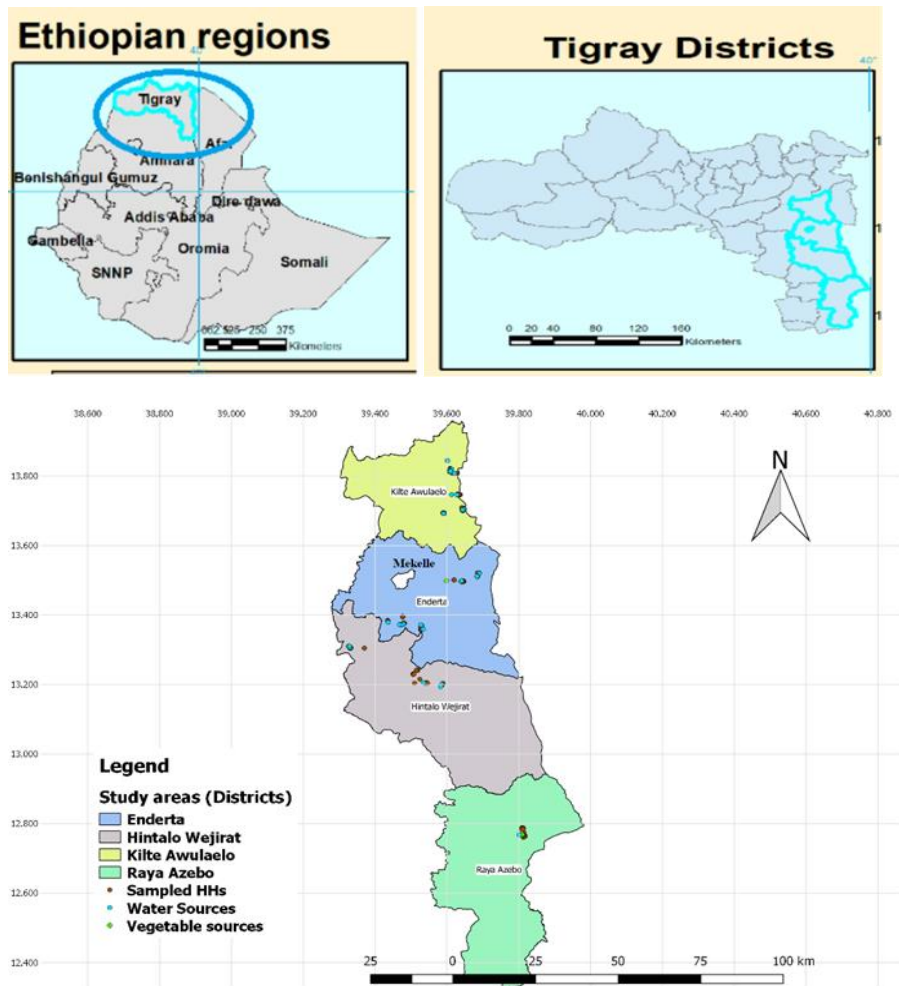 Ethiopian regions
40°
Tigray
Afar
Amhara
Benishangul Gumuz
Dire dawa
Addis Ababa
Gambella
Oromia
SNNP
Somali
250 375
Kilometers
Tigray Districts
40°
0 20 40 80 120 160
Kilometers
38.600 38.800 39.000 39.200 39.400 39.600 39.800 40.000 40.200 40.400 40.600 40.800
N
13.800
Kilte Awulaelo
13.600
Mekelle
Enderta
13.400
13.200
Hintalo Wejirat
13.000
Legend
Study areas (Districts)
Enderta
Hintalo Wejirat
Kilte Awulaelo
Raya Azebo
Sampled HHs
Water Sources
Vegetable sources
12.800
Raya Azebo
12.600
12.400
25 0 25 50 75 100 km